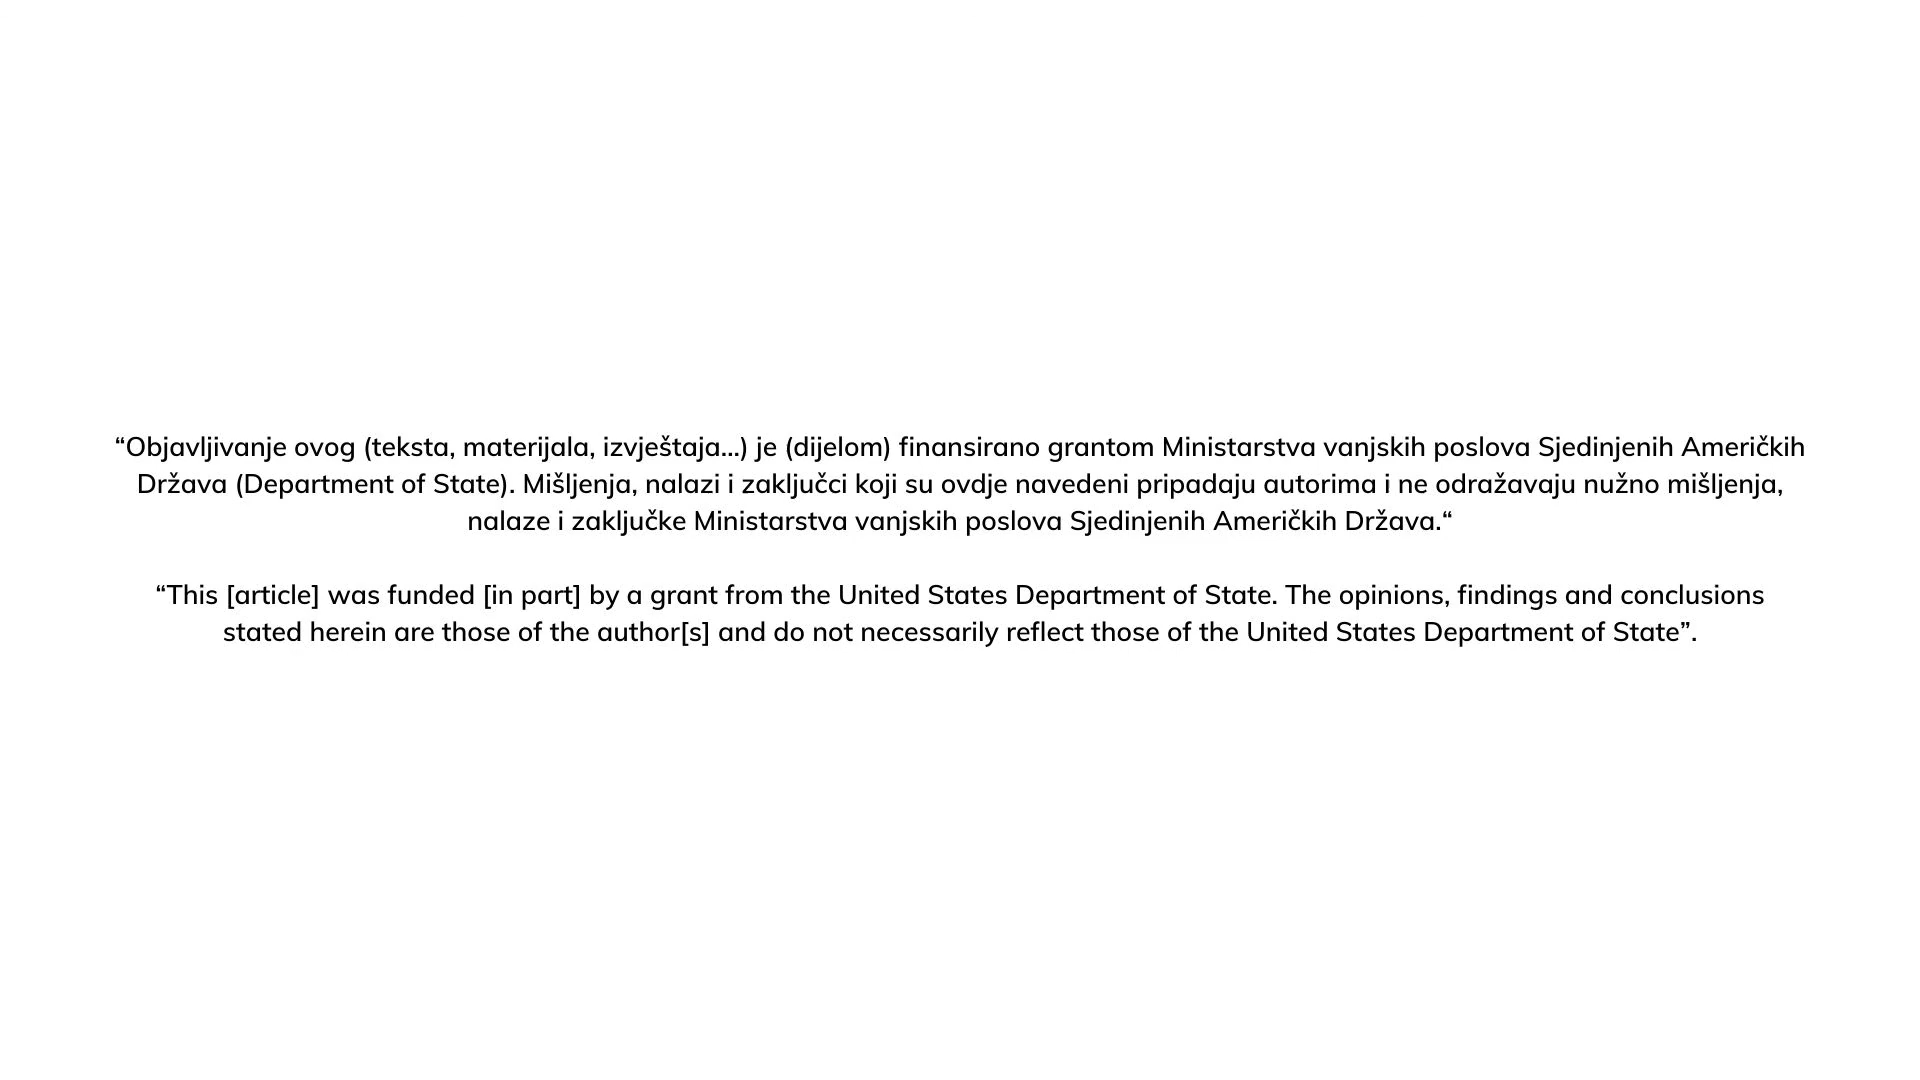 “Objavljivanje ovog (teksta, materijala, izvještaja...) je (dijelom) finansirano grantom Ministarstva vanjskih poslova Sjedinjenih Američkih
Država (Department of State). Mišljenja, nalazi i zaključci koji su ovdje navedeni pripadaju autorima i ne odražavaju nužno mišljenja,
nalaze i zaključke Ministarstva vanjskih poslova Sjedinjenih Američkih Država.“
“This [article] was funded [in part] by a grant from the United States Department of State. The opinions, findings and conclusions
stated herein are those of the author[s] and do not necessarily reflect those of the United States Department of State”.